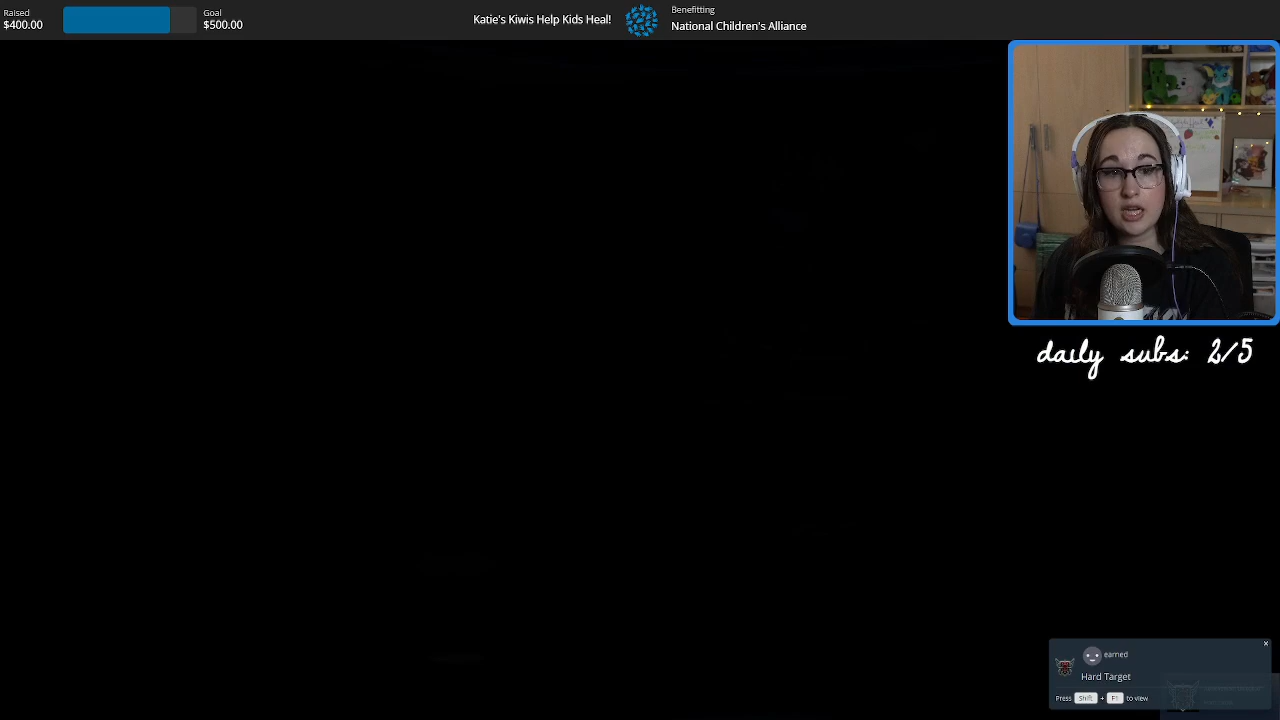 Raised
$400.00
Goal
$500.00
Katie's Kiwis Help Kids Heal!
Benefitting
National Children's Alliance
daily subs: 2/5
earned
Hard Target
Press Shift + F1 to view